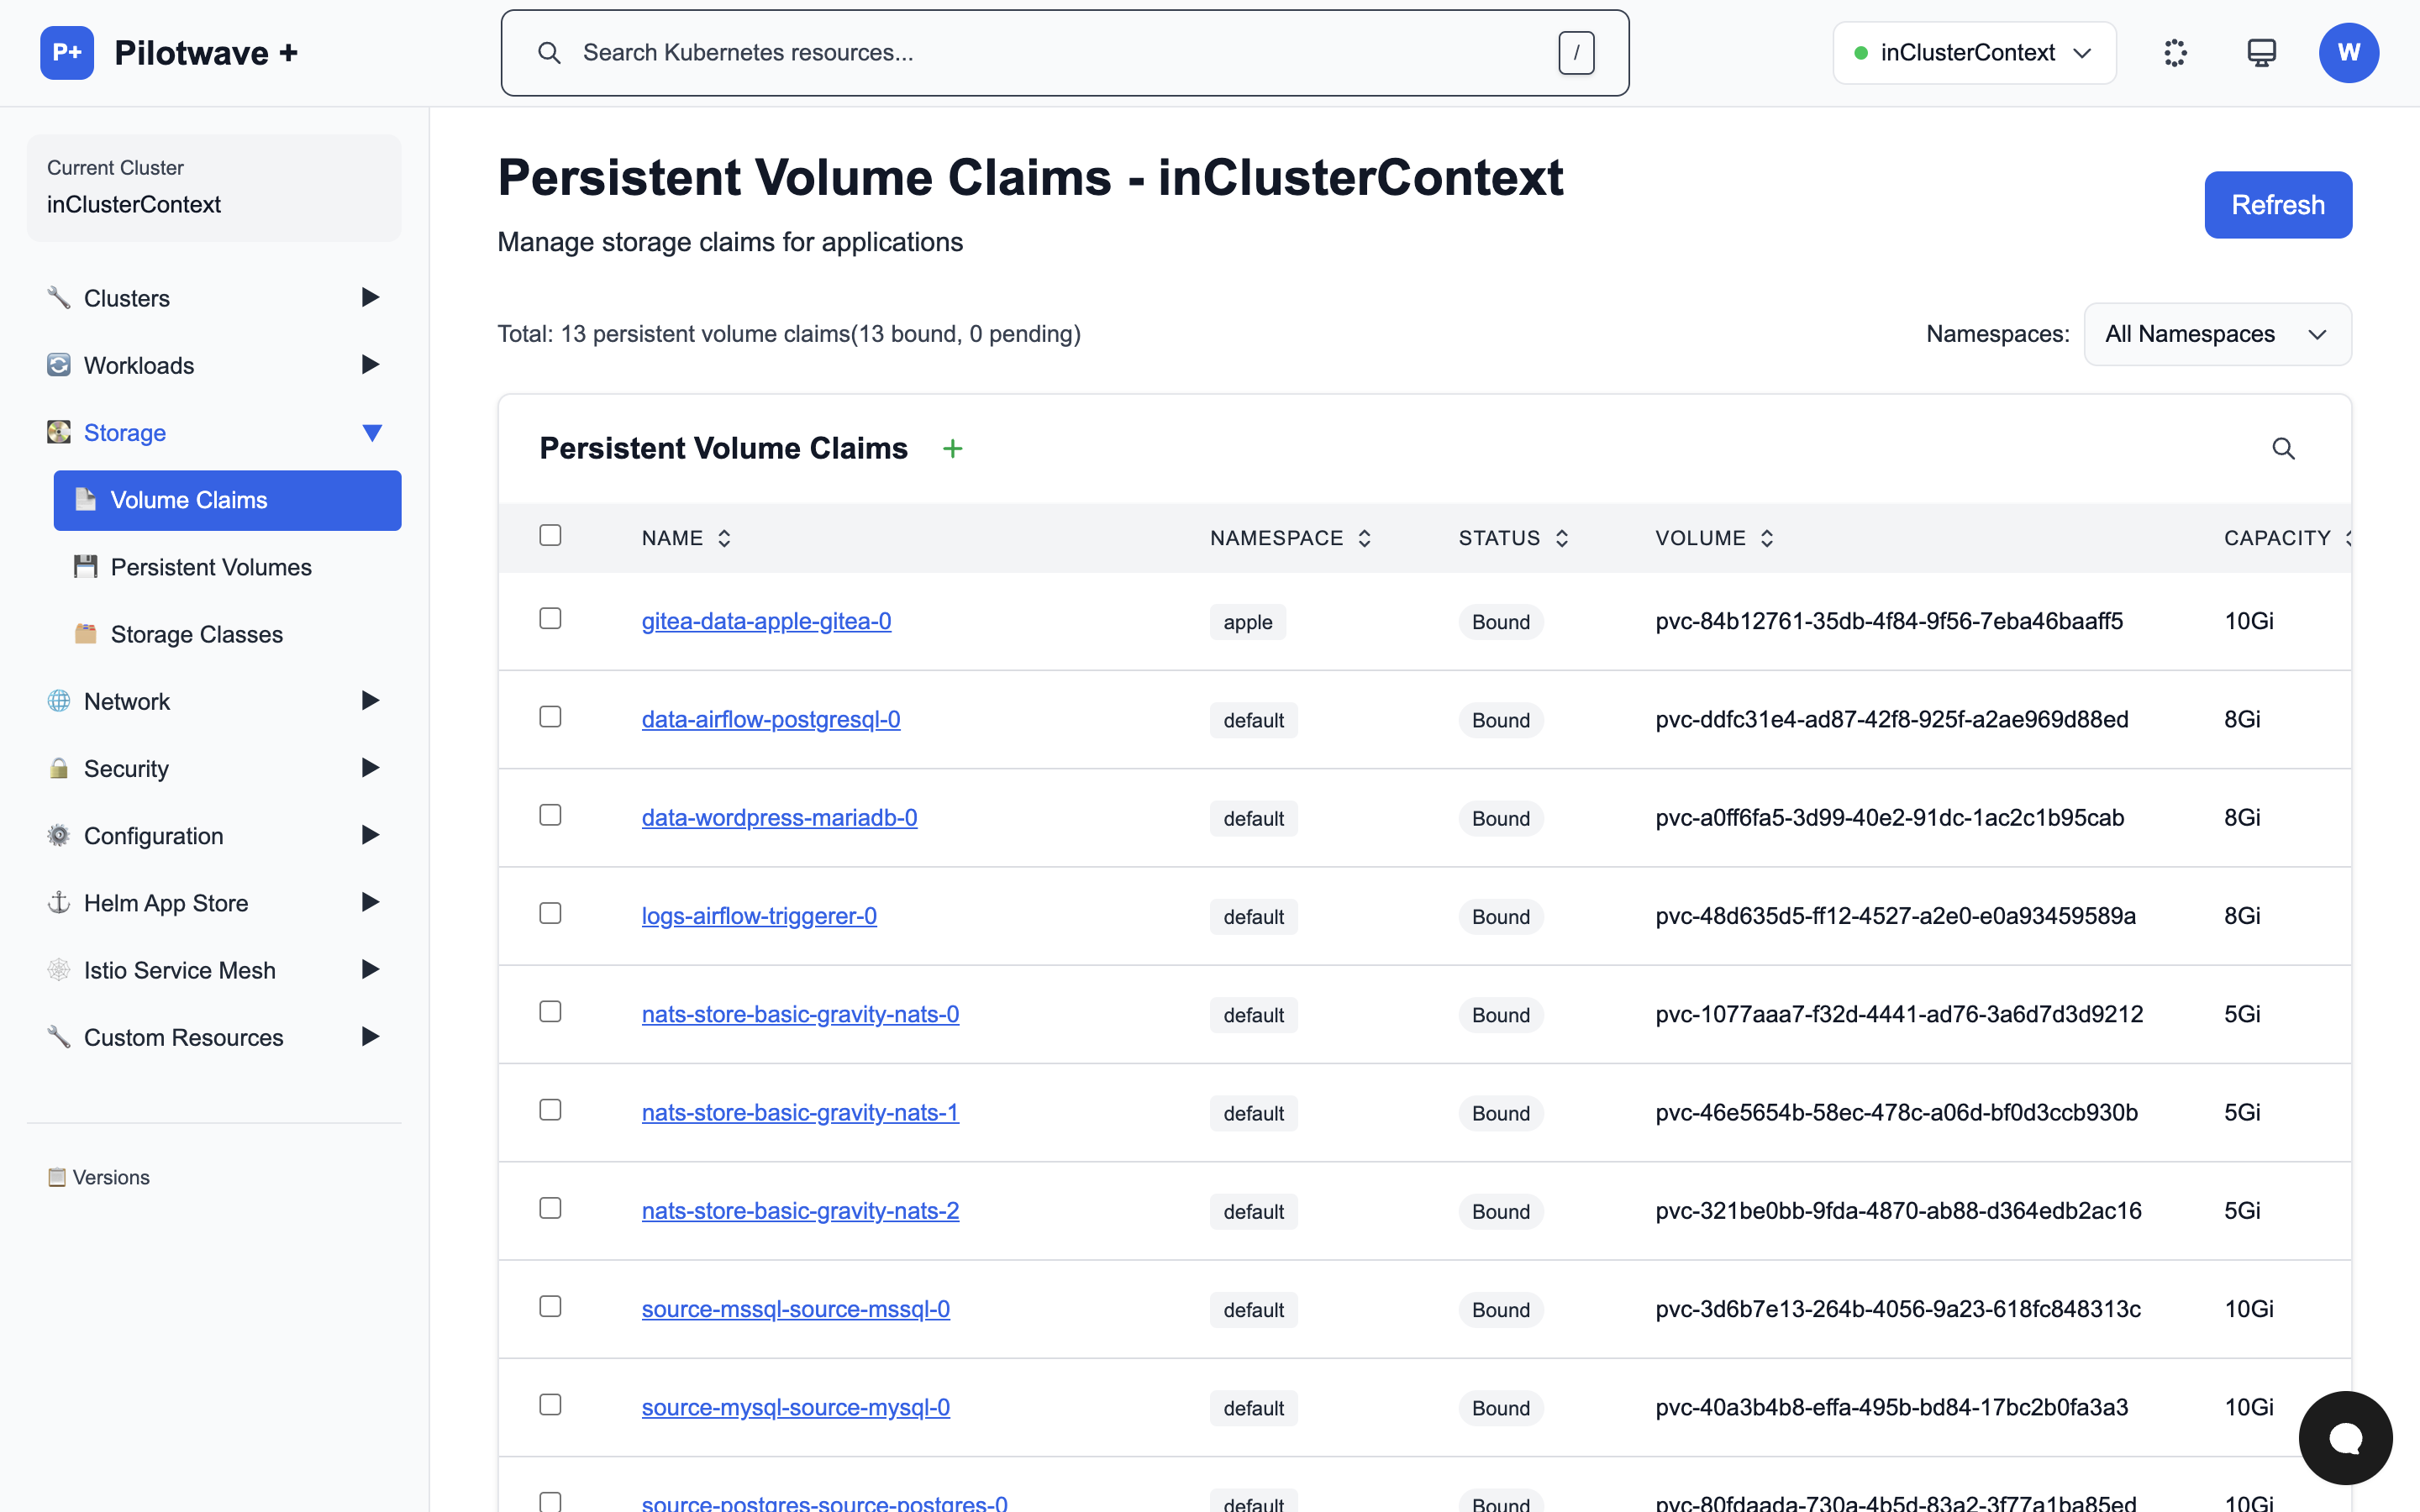 P+ Pilotwave +
Search Kubernetes resources... /
inClusterContext
W
Current Cluster
inClusterContext
Clusters
Workloads
Storage
Volume Claims
Persistent Volumes
Storage Classes
Network
Security
Configuration
Helm App Store
Istio Service Mesh
Custom Resources
Versions
Persistent Volume Claims - inClusterContext
Manage storage claims for applications
Refresh
Total: 13 persistent volume claims(13 bound, 0 pending)
Namespaces: All Namespaces
Persistent Volume Claims +
NAME NAMESPACE STATUS VOLUME CAPACITY
gitea-data-apple-gitea-0 apple Bound pvc-84b12761-35db-4f84-9f56-7eba46baaff5 10Gi
data-airflow-postgresql-0 default Bound pvc-ddfc31e4-ad87-42f8-925f-a2ae969d88ed 8Gi
data-wordpress-mariadb-0 default Bound pvc-a0ff6fa5-3d99-40e2-91dc-1ac2c1b95cab 8Gi
logs-airflow-triggerer-0 default Bound pvc-48d635d5-ff12-4527-a2e0-e0a93459589a 8Gi
nats-store-basic-gravity-nats-0 default Bound pvc-1077aaa7-f32d-4441-ad76-3a6d7d3d9212 5Gi
nats-store-basic-gravity-nats-1 default Bound pvc-46e5654b-58ec-478c-a06d-bf0d3ccb930b 5Gi
nats-store-basic-gravity-nats-2 default Bound pvc-321be0bb-9fda-4870-ab88-d364edb2ac16 5Gi
source-mssql-source-mssql-0 default Bound pvc-3d6b7e13-264b-4056-9a23-618fc848313c 10Gi
source-mysql-source-mysql-0 default Bound pvc-40a3b4b8-effa-495b-bd84-17bc2b0fa3a3 10Gi
source-postgres-source-postgres-0 default Bound pvc-80fdaada-730a-4b5d-83a2-3f77a1ba85ed 10Gi